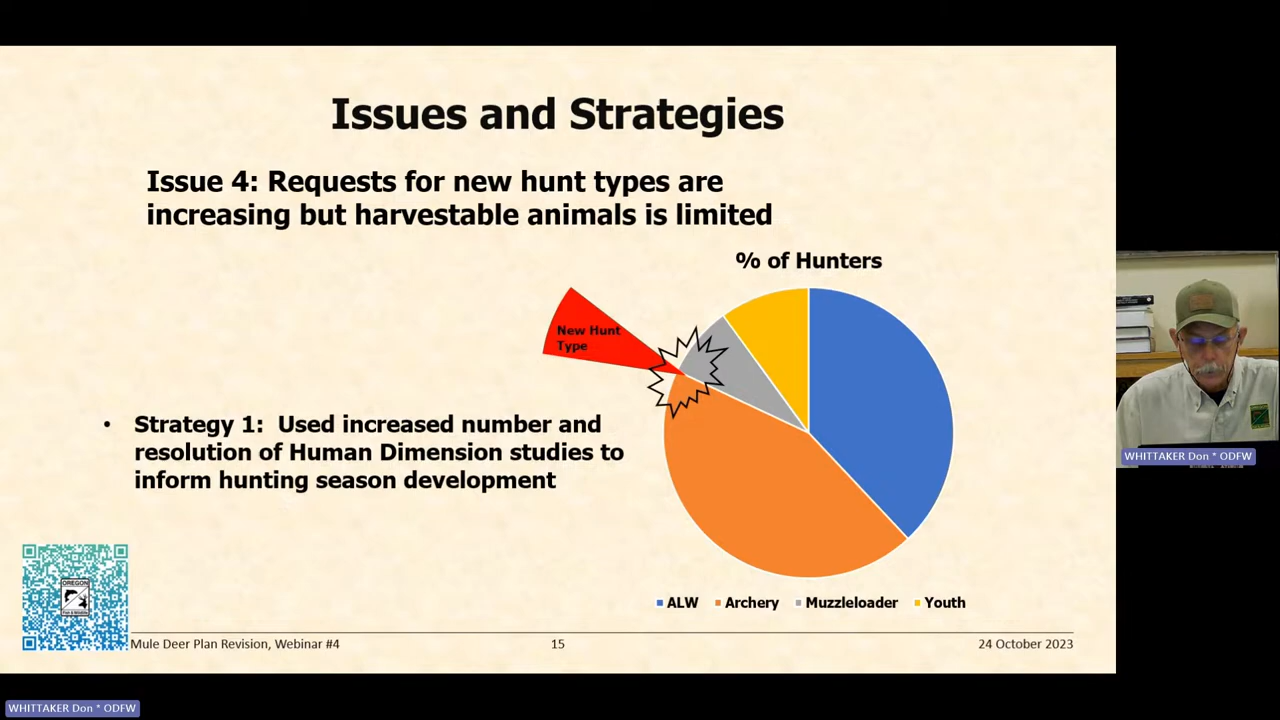 Issues and Strategies
Issue 4: Requests for new hunt types are
increasing but harvestable animals is limited
% of Hunters
New Hunt
Type
• Strategy 1: Used increased number and
resolution of Human Dimension studies to
inform hunting season development
ALW Archery Muzzleloader Youth
OREGON
Fish & Wildlife
Mule Deer Plan Revision, Webinar #4 15 24 October 2023
WHITTAKER Don * ODFW
WHITTAKER Don * ODFW